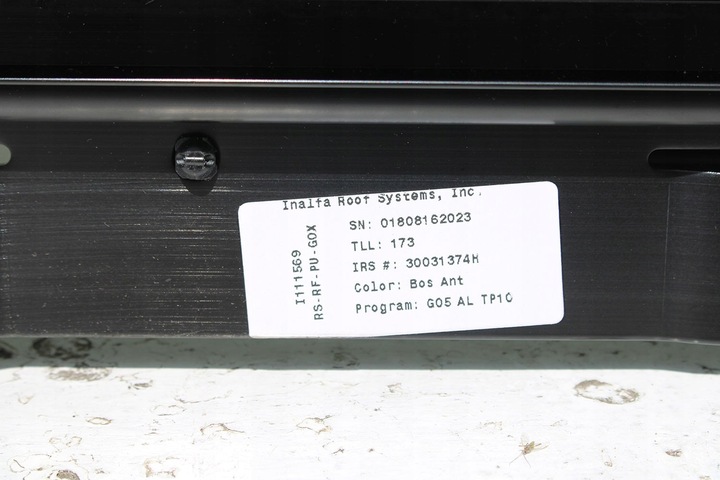 Inalfa Roof Systems, Inc.
SN: 01808162023
TLL: 173
IRS #: 30031374H
Color: Bos Ant
Program: G05 AL TP1C
I111569
RS-RF-PU-GOX